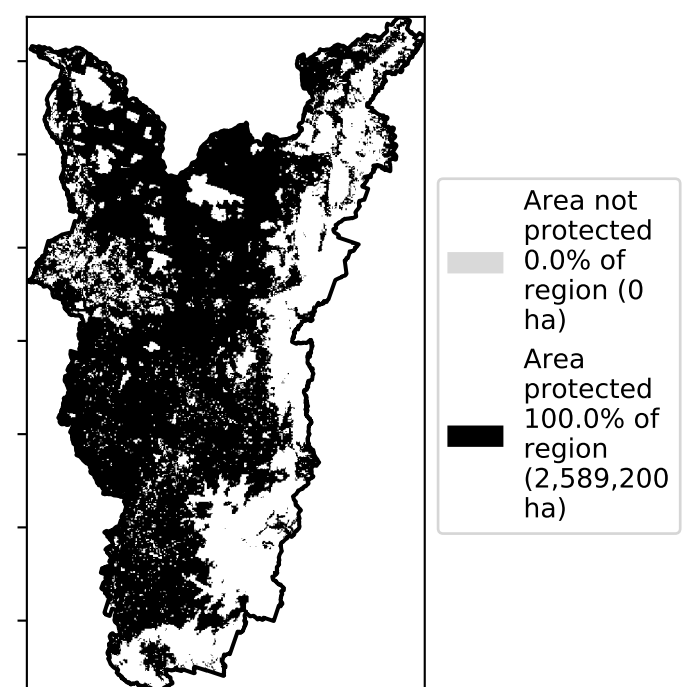 Area not
protected
0.0% of
region (0
ha)
Area
protected
100.0% of
region
(2,589,200
ha)